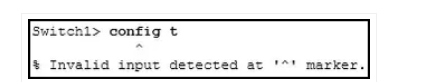 Switch1> config t
^
% Invalid input detected at '^' marker.